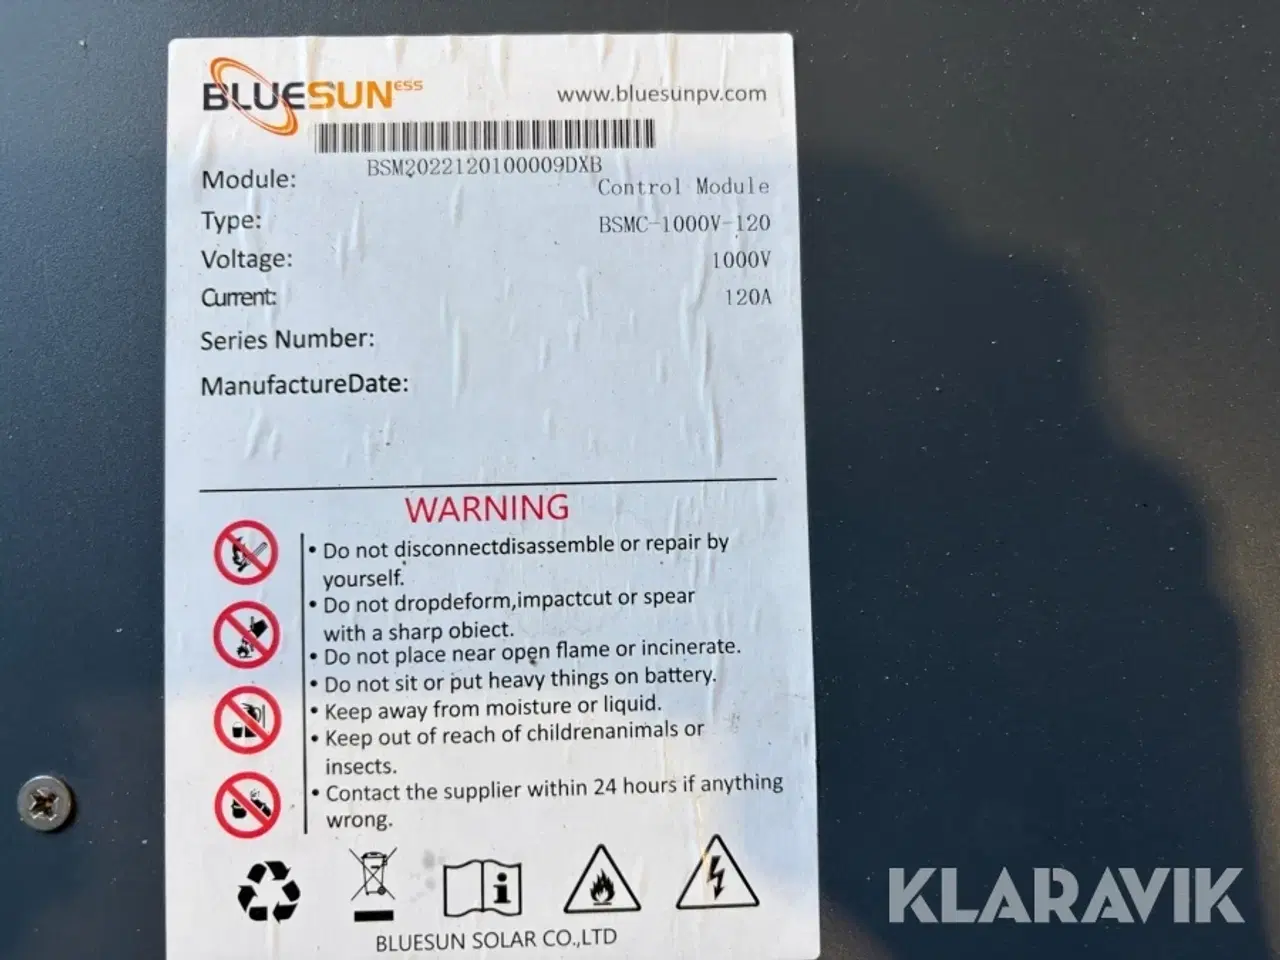 BLUESUN ESS
www.bluesunpv.com
BSM2022120100009DXB
Module: Control Module
Type: BSMC-1000V-120
Voltage: 1000V
Current: 120A
Series Number:
ManufactureDate:
WARNING
• Do not disconnectdisassemble or repair by
yourself.
• Do not dropdeform,impactcut or spear
with a sharp obiect.
• Do not place near open flame or incinerate.
• Do not sit or put heavy things on battery.
• Keep away from moisture or liquid.
• Keep out of reach of childrenanimals or
insects.
• Contact the supplier within 24 hours if anything
wrong.
BLUESUN SOLAR CO.,LTD
KLARAVIK